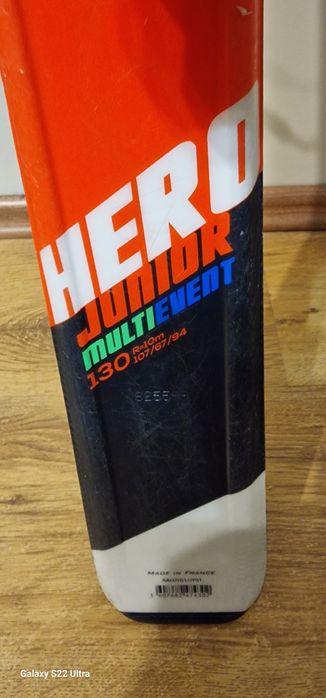 HERO
JUNIOR
MULTIEVENT
130 R=10m
107/67/94
MADE IN FRANCE
Galaxy S22 Ultra